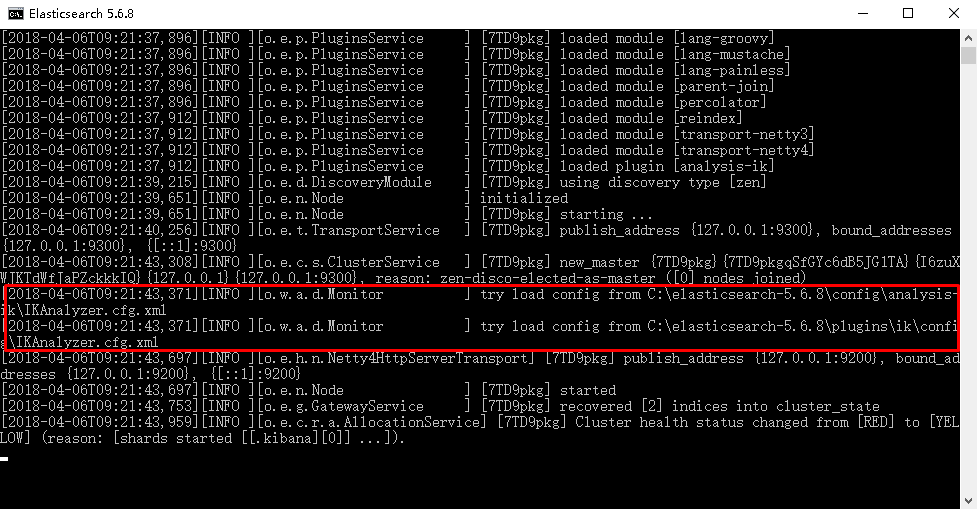 Elasticsearch 5.6.8
[2018-04-06T09:21:37,896][INFO ][o.e.p.PluginsService     ] [7TD9pkg] loaded module [lang-groovy]
[2018-04-06T09:21:37,896][INFO ][o.e.p.PluginsService     ] [7TD9pkg] loaded module [lang-mustache]
[2018-04-06T09:21:37,896][INFO ][o.e.p.PluginsService     ] [7TD9pkg] loaded module [lang-painless]
[2018-04-06T09:21:37,896][INFO ][o.e.p.PluginsService     ] [7TD9pkg] loaded module [parent-join]
[2018-04-06T09:21:37,896][INFO ][o.e.p.PluginsService     ] [7TD9pkg] loaded module [percolator]
[2018-04-06T09:21:37,912][INFO ][o.e.p.PluginsService     ] [7TD9pkg] loaded module [reindex]
[2018-04-06T09:21:37,912][INFO ][o.e.p.PluginsService     ] [7TD9pkg] loaded module [transport-netty3]
[2018-04-06T09:21:37,912][INFO ][o.e.p.PluginsService     ] [7TD9pkg] loaded module [transport-netty4]
[2018-04-06T09:21:37,912][INFO ][o.e.p.PluginsService     ] [7TD9pkg] loaded plugin [analysis-ik]
[2018-04-06T09:21:39,215][INFO ][o.e.d.DiscoveryModule    ] [7TD9pkg] using discovery type [zen]
[2018-04-06T09:21:39,651][INFO ][o.e.n.Node               ] initialized
[2018-04-06T09:21:39,651][INFO ][o.e.n.Node               ] [7TD9pkg] starting ...
[2018-04-06T09:21:40,256][INFO ][o.e.t.TransportService   ] [7TD9pkg] publish_address {127.0.0.1:9300}, bound_addresses
{127.0.0.1:9300}, {[::1]:9300}
[2018-04-06T09:21:43,308][INFO ][o.e.c.s.ClusterService   ] [7TD9pkg] new_master {7TD9pkg}{7TD9pkgqSfGYc6dB5JG1TA}{I6zuX
WJKTdWfJaPZckkkIQ}{127.0.0.1}{127.0.0.1:9300}, reason: zen-disco-elected-as-master ([0] nodes joined)
[2018-04-06T09:21:43,371][INFO ][o.w.a.d.Monitor          ] try load config from C:\elasticsearch-5.6.8\config\analysis-
ik\IKAnalyzer.cfg.xml
[2018-04-06T09:21:43,371][INFO ][o.w.a.d.Monitor          ] try load config from C:\elasticsearch-5.6.8\plugins\ik\confi
g\IKAnalyzer.cfg.xml
[2018-04-06T09:21:43,697][INFO ][o.e.h.n.Netty4HttpServerTransport] [7TD9pkg] publish_address {127.0.0.1:9200}, bound_ad
dresses {127.0.0.1:9200}, {[::1]:9200}
[2018-04-06T09:21:43,697][INFO ][o.e.n.Node               ] [7TD9pkg] started
[2018-04-06T09:21:43,753][INFO ][o.e.g.GatewayService     ] [7TD9pkg] recovered [2] indices into cluster_state
[2018-04-06T09:21:43,959][INFO ][o.e.c.r.a.AllocationService] [7TD9pkg] Cluster health status changed from [RED] to [YEL
LOW] (reason: [shards started [[.kibana][0]] ...]).